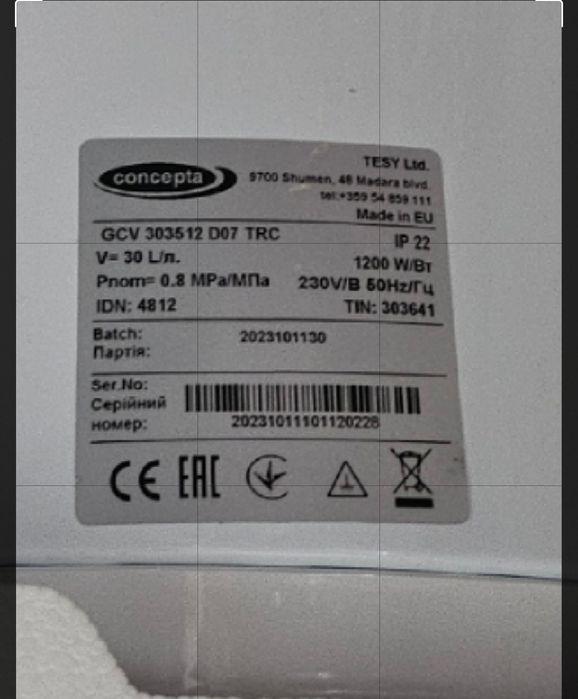 concepta
TESY Ltd.
9700 Shumen, 48 Madara blvd.
tel:+359 54 859 111
Made in EU
GCV 303512 D07 TRC
IP 22
V= 30 L/л.
1200 W/Вт
Pnom= 0.8 MPa/МПа
230V/В 50Hz/Гц
IDN: 4812
TIN: 303641
Batch:
Партія:
2023101130
Ser.No:
Серійний
номер:
20231011101120228
CE EAC